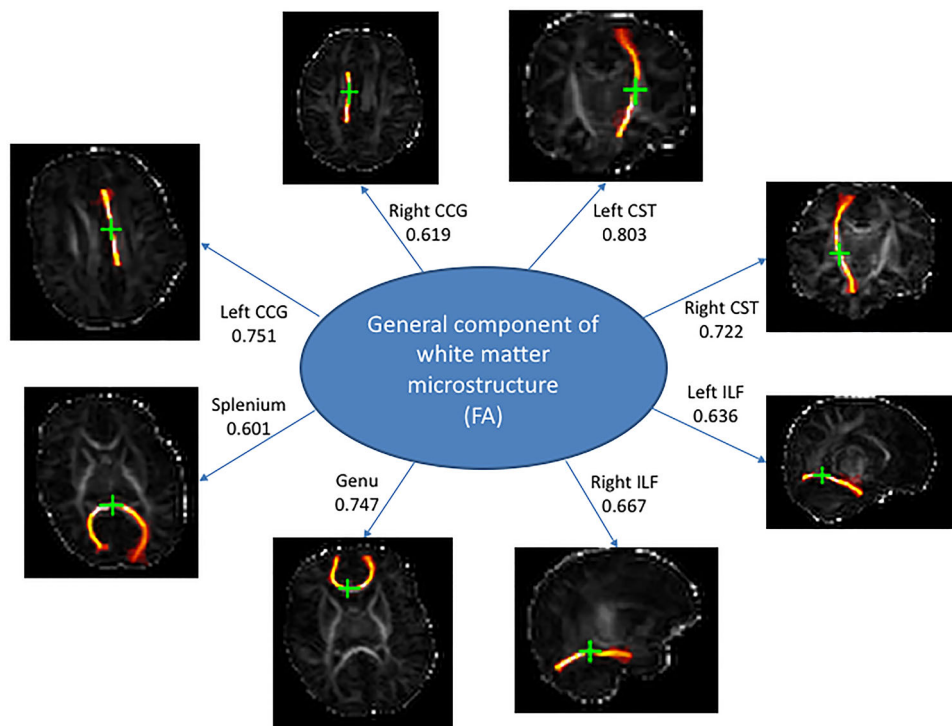 Right CCG
0.619
Left CST
0.803
Left CCG
0.751
General component of
white matter
microstructure
(FA)
Right CST
0.722
Splenium
0.601
Left ILF
0.636
Genu
0.747
Right ILF
0.667